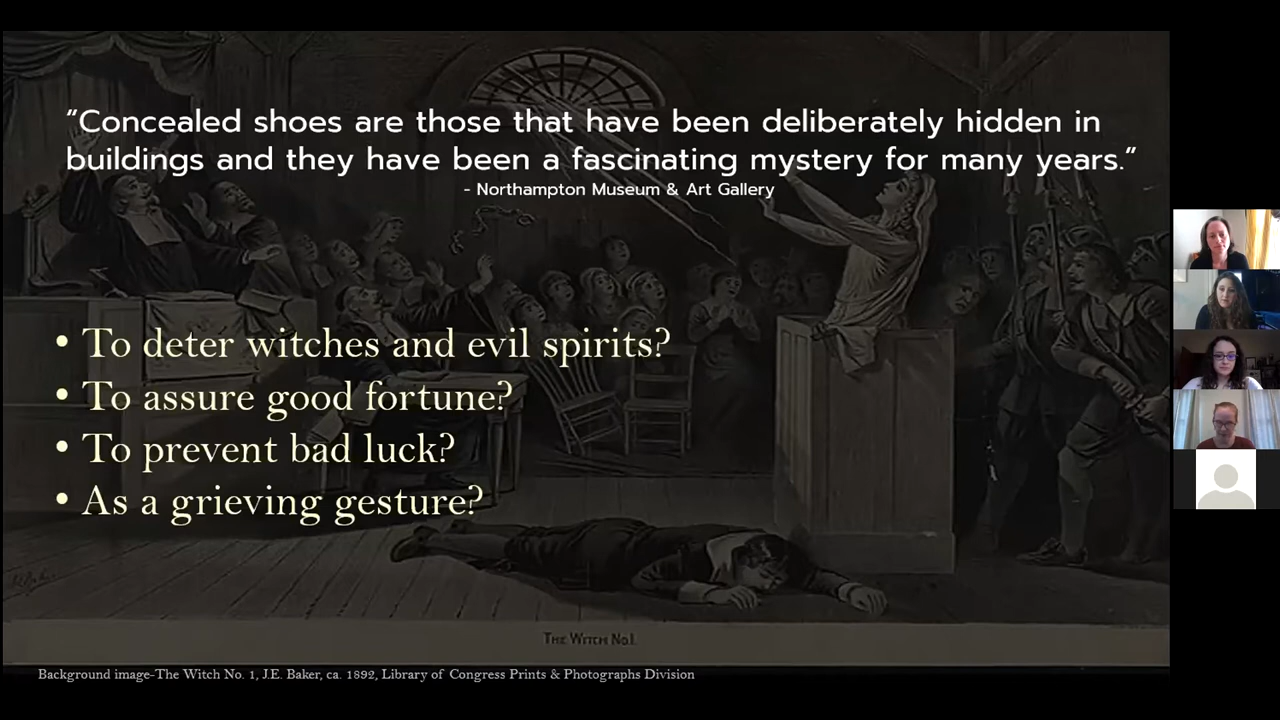 “Concealed shoes are those that have been deliberately hidden in
buildings and they have been a fascinating mystery for many years.”
- Northampton Museum & Art Gallery
• To deter witches and evil spirits?
• To assure good fortune?
• To prevent bad luck?
• As a grieving gesture?
The Witch No.1.
Background image-The Witch No. 1, J.E. Baker, ca. 1892, Library of Congress Prints & Photographs Division